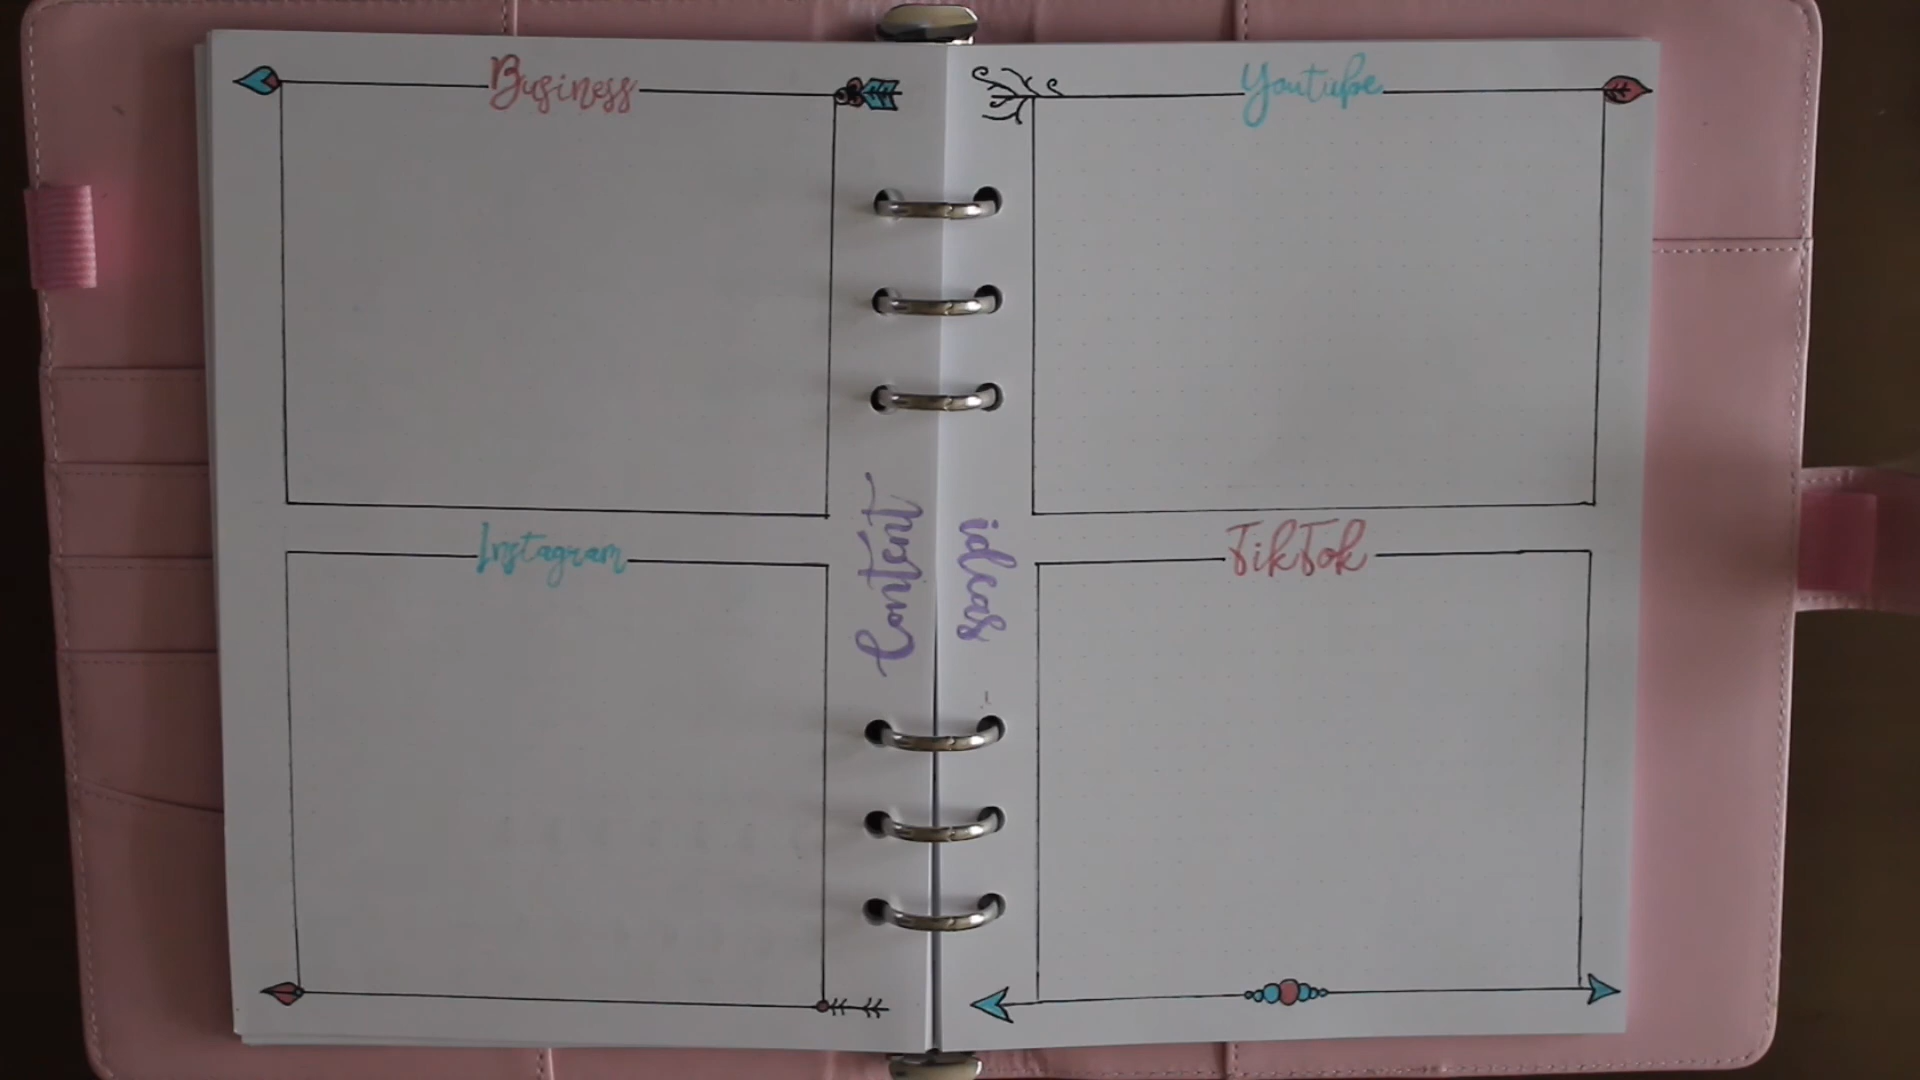 Business
Youtube
Content
ideas
Instagram
TikTok